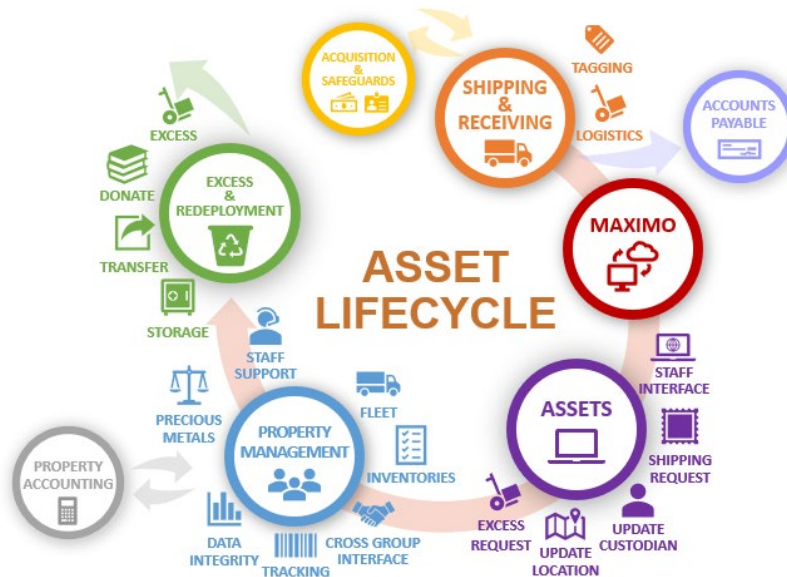 ACQUISITION
&
SAFEGUARDS
SHIPPING
&
RECEIVING
TAGGING
LOGISTICS
ACCOUNTS
PAYABLE
MAXIMO
EXCESS
DONATE
TRANSFER
STORAGE
EXCESS
&
REDEPLOYMENT
ASSET
LIFECYCLE
STAFF
INTERFACE
SHIPPING
REQUEST
UPDATE
CUSTODIAN
UPDATE
LOCATION
EXCESS
REQUEST
ASSETS
STAFF
SUPPORT
PRECIOUS
METALS
FLEET
INVENTORIES
PROPERTY
MANAGEMENT
CROSS GROUP
INTERFACE
TRACKING
DATA
INTEGRITY
PROPERTY
ACCOUNTING